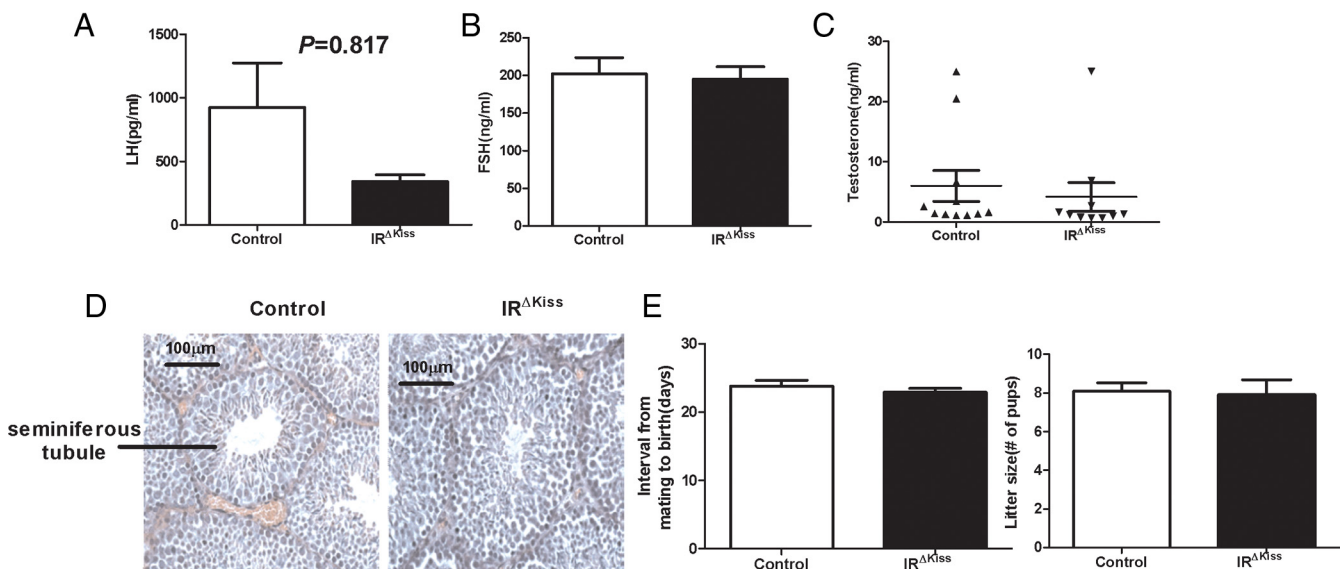 A
P=0.817
LH(pg/ml)
1500
1000
500
0
Control
IR^ΔKiss
B
FSH(ng/ml)
250
200
150
100
50
0
Control
IR^ΔKiss
C
Testosterone(ng/ml)
30
20
10
0
Control
IR^ΔKiss
D
Control
IR^ΔKiss
100μm
100μm
seminiferous
tubule
E
Interval from
mating to birth(days)
30
20
10
0
Control
IR^ΔKiss
Litter size(# of pups)
10
8
6
4
2
0
Control
IR^ΔKiss